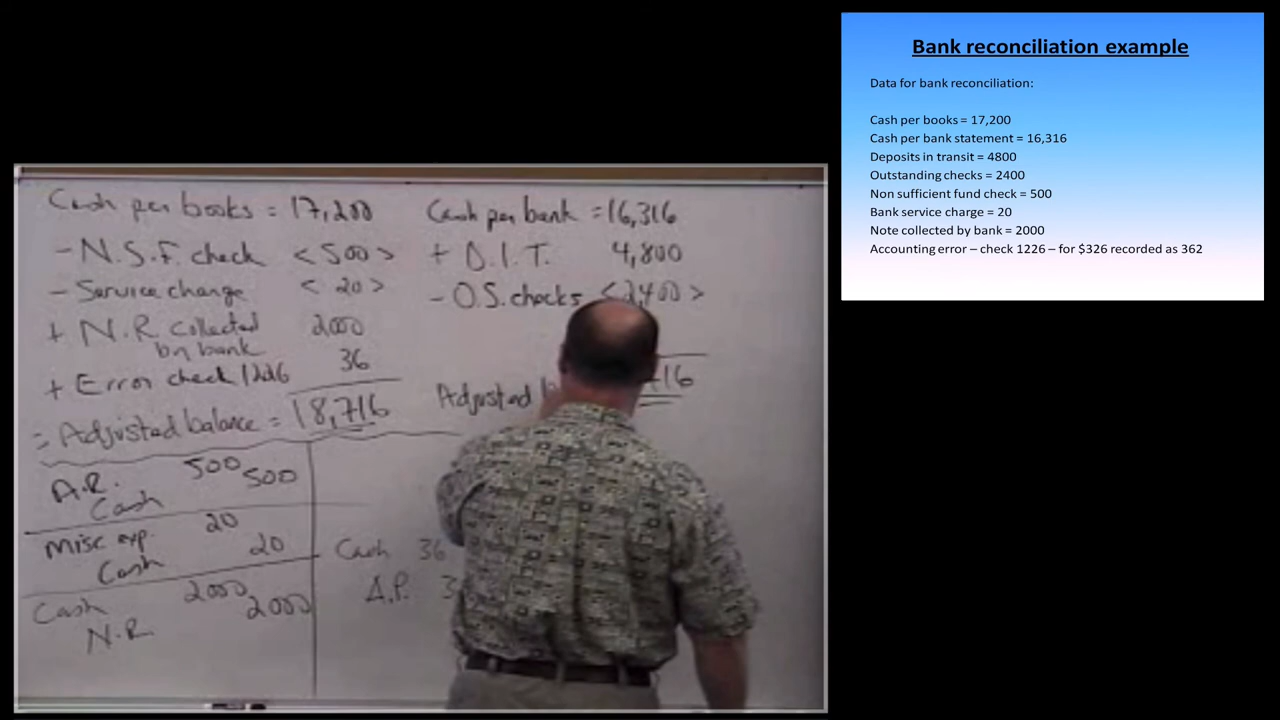 Bank reconciliation example
Data for bank reconciliation:
Cash per books = 17,200
Cash per bank statement = 16,316
Deposits in transit = 4800
Outstanding checks = 2400
Non sufficient fund check = 500
Bank service charge = 20
Note collected by bank = 2000
Accounting error – check 1226 – for $326 recorded as 362
Cash per books = 17,200
- N.S.F. check < 500 >
- Service charge < 20 >
+ N.R. collected 2000
by bank
+ Error check 1226 36
= Adjusted balance = 18,716
Cash per bank = 16,316
+ D.I.T. 4,800
- O.S. checks < 2,400 >
Adjusted 716
A.R. 500
Cash 500
Misc exp. 20
Cash 20
Cash 2000
N.R 2000
Cash 36
A.P. 3